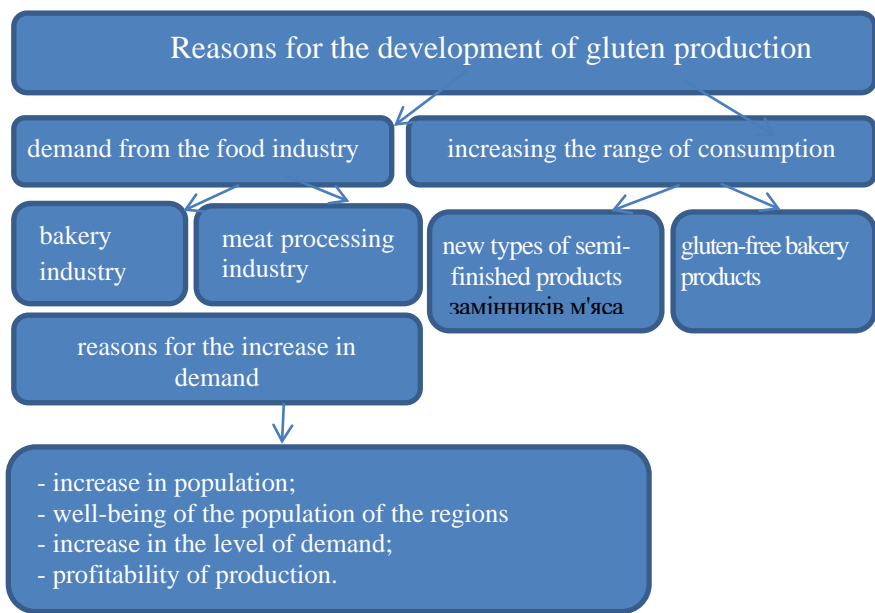 Reasons for the development of gluten production
demand from the food industry
increasing the range of consumption
bakery
industry
meat processing
industry
new types of semi-
finished products
замінників м'яса
gluten-free bakery
products
reasons for the increase in
demand
- increase in population;
- well-being of the population of the regions
- increase in the level of demand;
- profitability of production.